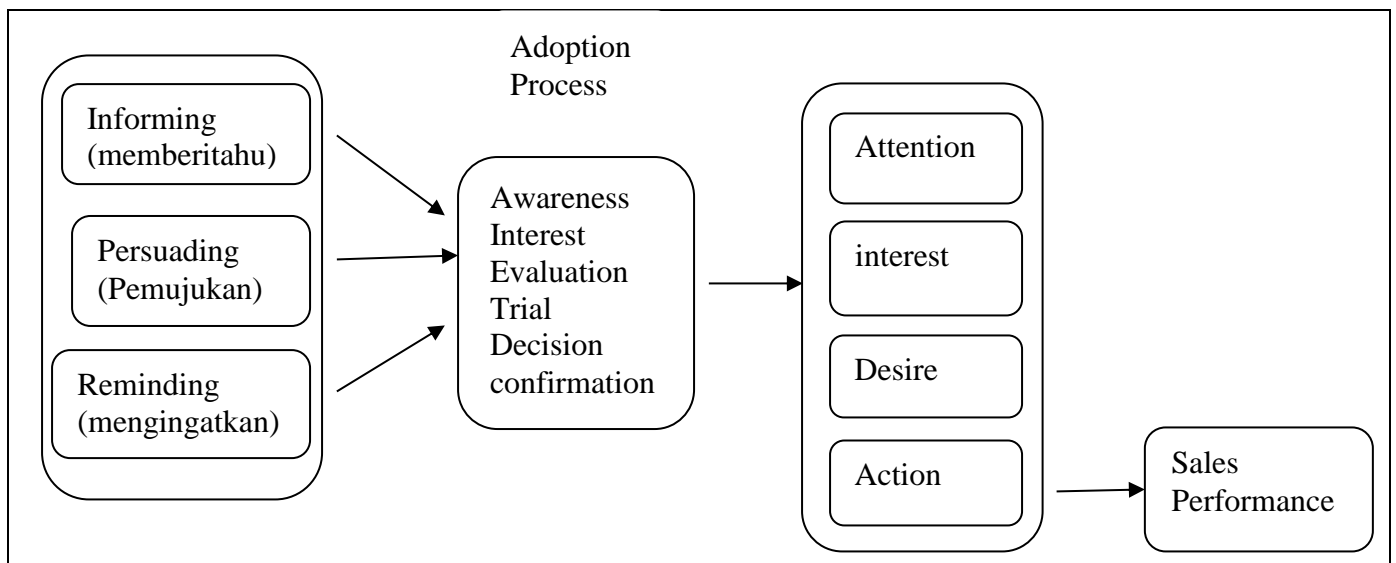 Adoption
Process
Informing
(memberitahu)
Persuading
(Pemujukan)
Reminding
(mengingatkan)
Awareness
Interest
Evaluation
Trial
Decision
confirmation
Attention
interest
Desire
Action
Sales
Performance